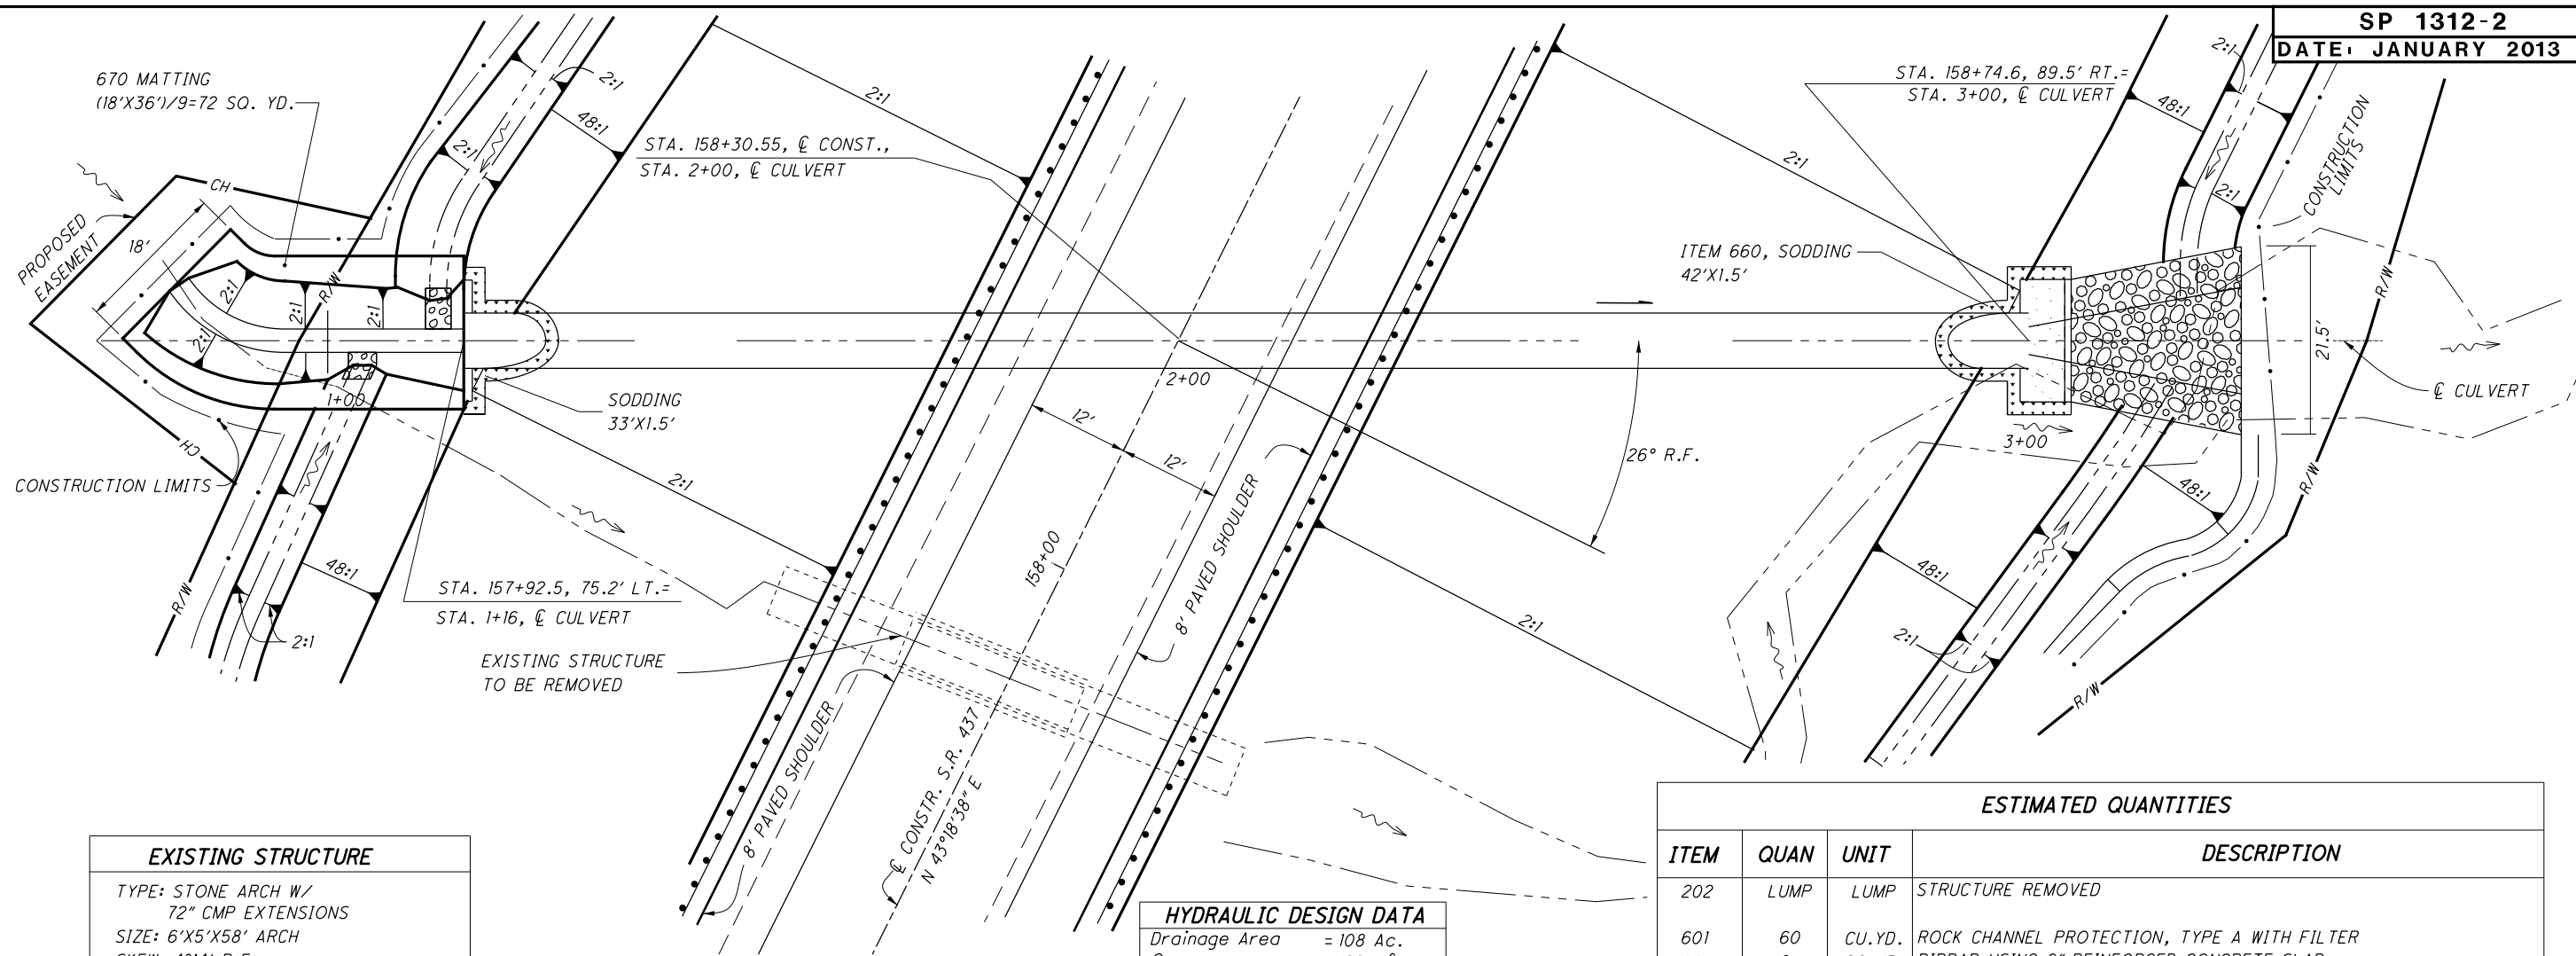 SP 1312-2
DATE: JANUARY 2013
670 MATTING
(18'X36')/9=72 SQ. YD.
2:1
48:1
2:1
2:1
STA. 158+30.55, ℄ CONST.,
STA. 2+00, ℄ CULVERT
STA. 158+74.6, 89.5' RT.=
STA. 3+00, ℄ CULVERT
2:1
48:1
2:1
2:1
CONSTRUCTION
LIMITS
CH
PROPOSED
EASEMENT
18'
R/W
2:1
2:1
2:1
2:1
ITEM 660, SODDING
42'X1.5'
R/W
21.5'
℄ CULVERT
1+00
2+00
3+00
SODDING
33'X1.5'
CH
CONSTRUCTION LIMITS
2:1
12'
12'
26° R.F.
8' PAVED SHOULDER
158+00
48:1
R/W
48:1
R/W
48:1
2:1
2:1
2:1
R/W
STA. 157+92.5, 75.2' LT.=
STA. 1+16, ℄ CULVERT
EXISTING STRUCTURE
TO BE REMOVED
8' PAVED SHOULDER
℄ CONSTR. S.R. 437
N 43°18'38" E
EXISTING STRUCTURE
TYPE: STONE ARCH W/
72" CMP EXTENSIONS
SIZE: 6'X5'X58' ARCH
HYDRAULIC DESIGN DATA
Drainage Area = 108 Ac.
ESTIMATED QUANTITIES
ITEM QUAN UNIT DESCRIPTION
202 LUMP LUMP STRUCTURE REMOVED
601 60 CU.YD. ROCK CHANNEL PROTECTION, TYPE A WITH FILTER